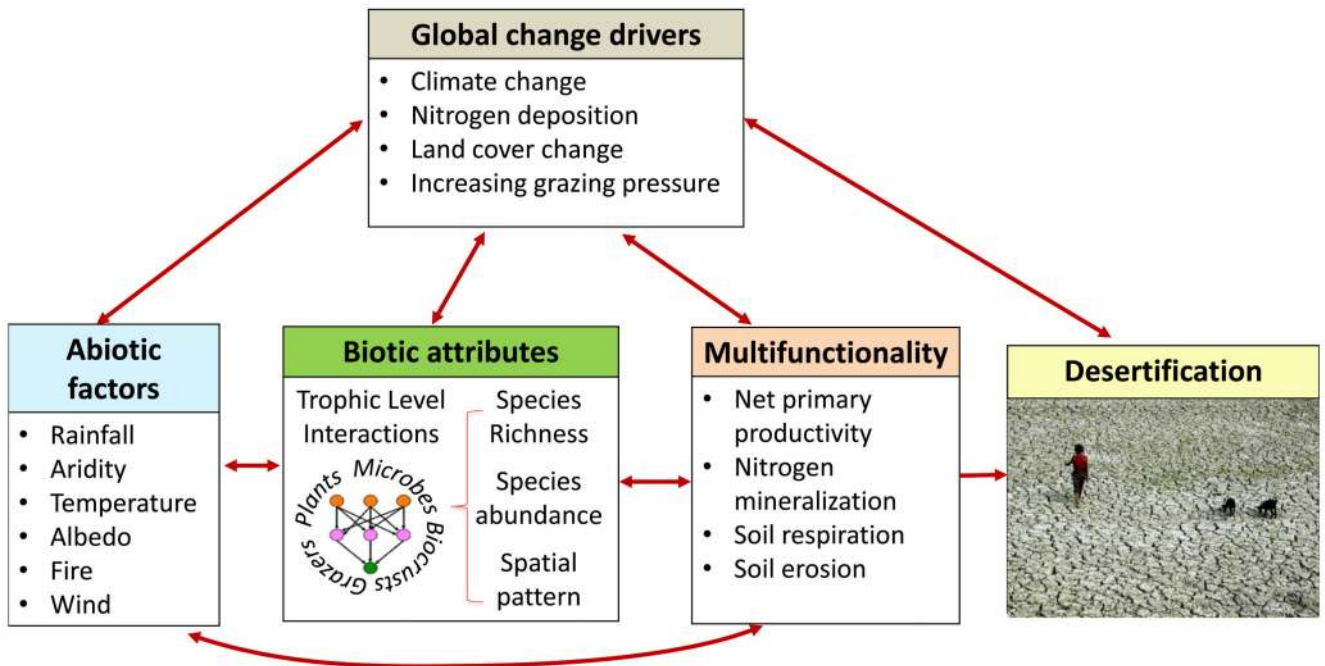 Global change drivers
• Climate change
• Nitrogen deposition
• Land cover change
• Increasing grazing pressure
Abiotic
factors
• Rainfall
• Aridity
• Temperature
• Albedo
• Fire
• Wind
Biotic attributes
Trophic Level
Interactions
Plants Microbes Biocrusts Grazers
Species
Richness
Species
abundance
Spatial
pattern
Multifunctionality
• Net primary
productivity
• Nitrogen
mineralization
• Soil respiration
• Soil erosion
Desertification